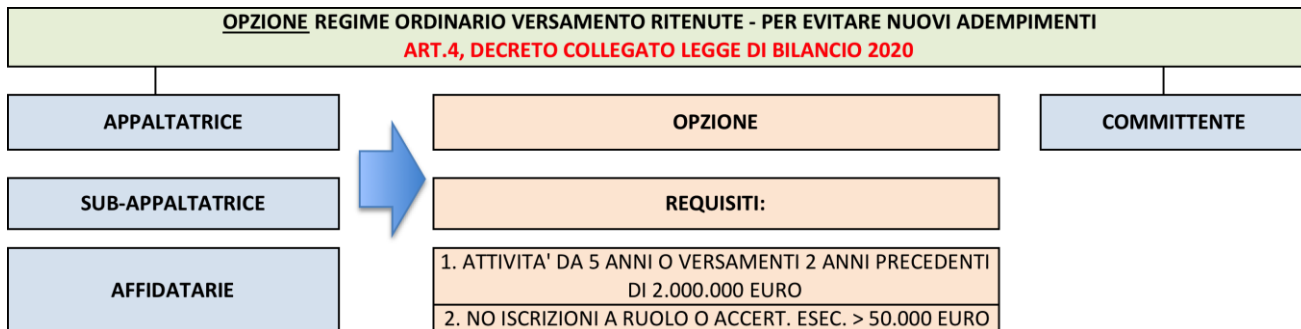 OPZIONE REGIME ORDINARIO VERSAMENTO RITENUTE - PER EVITARE NUOVI ADEMPIMENTI
ART.4, DECRETO COLLEGATO LEGGE DI BILANCIO 2020
APPALTATRICE
OPZIONE
COMMITTENTE
SUB-APPALTATRICE
REQUISITI:
AFFIDATARIE
1. ATTIVITA' DA 5 ANNI O VERSAMENTI 2 ANNI PRECEDENTI
DI 2.000.000 EURO
2. NO ISCRIZIONI A RUOLO O ACCERT. ESEC. > 50.000 EURO